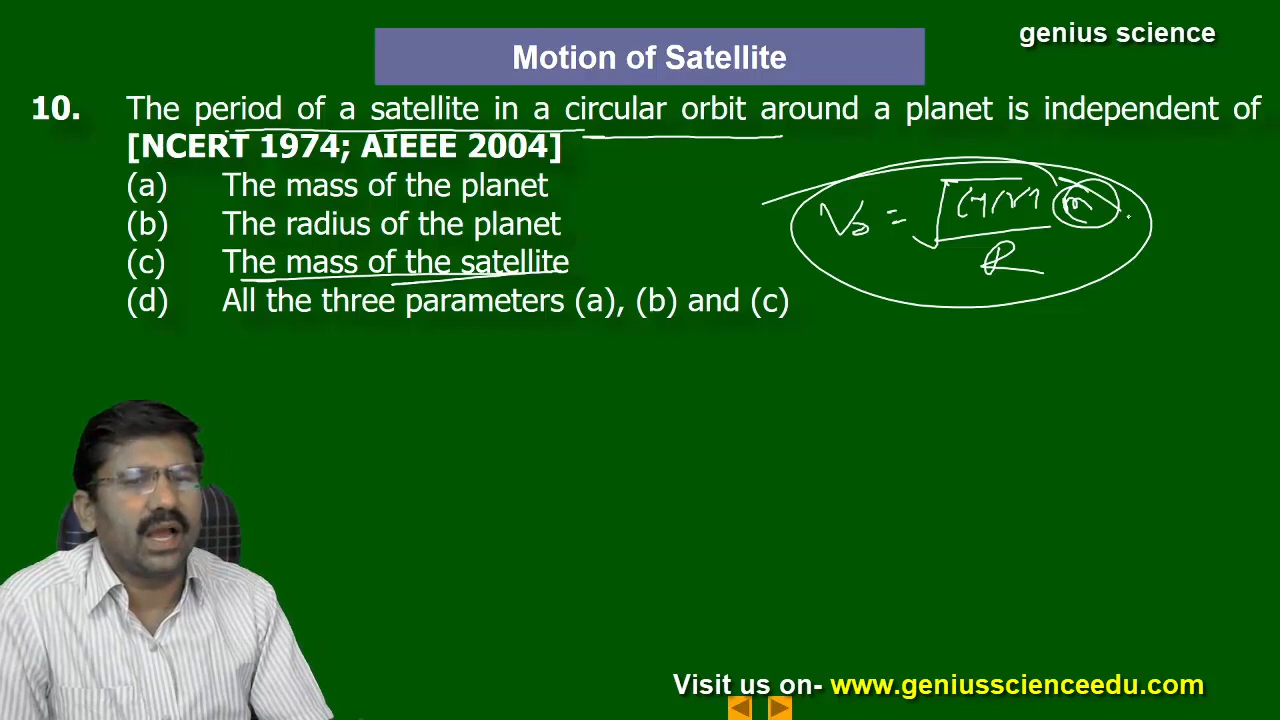 genius science
Motion of Satellite
10. The period of a satellite in a circular orbit around a planet is independent of
[NCERT 1974; AIEEE 2004]
(a) The mass of the planet
(b) The radius of the planet
(c) The mass of the satellite
(d) All the three parameters (a), (b) and (c)
Visit us on- www.geniusscienceedu.com